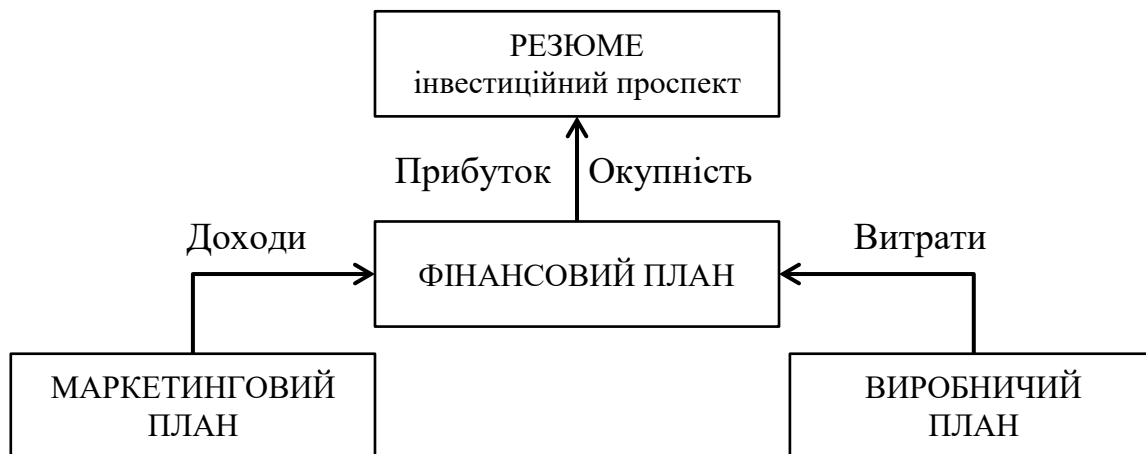 РЕЗЮМЕ
інвестиційний проспект
Прибуток Окупність
Доходи
Витрати
ФІНАНСОВИЙ ПЛАН
МАРКЕТИНГОВИЙ
ПЛАН
ВИРОБНИЧИЙ
ПЛАН